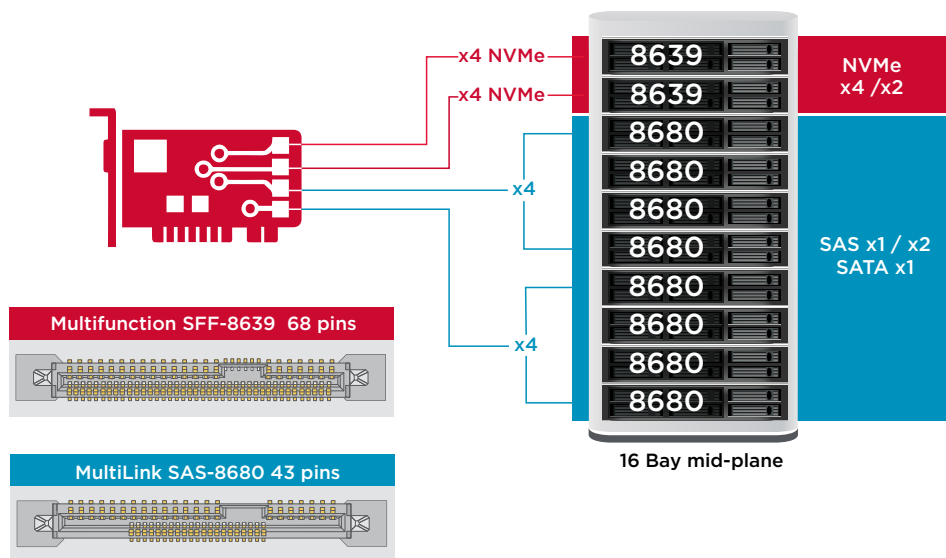 x4 NVMe
x4 NVMe
x4
x4
8639
8639
8680
8680
8680
8680
8680
8680
8680
8680
NVMe
x4 /x2
SAS x1 / x2
SATA x1
16 Bay mid-plane
Multifunction SFF-8639 68 pins
MultiLink SAS-8680 43 pins